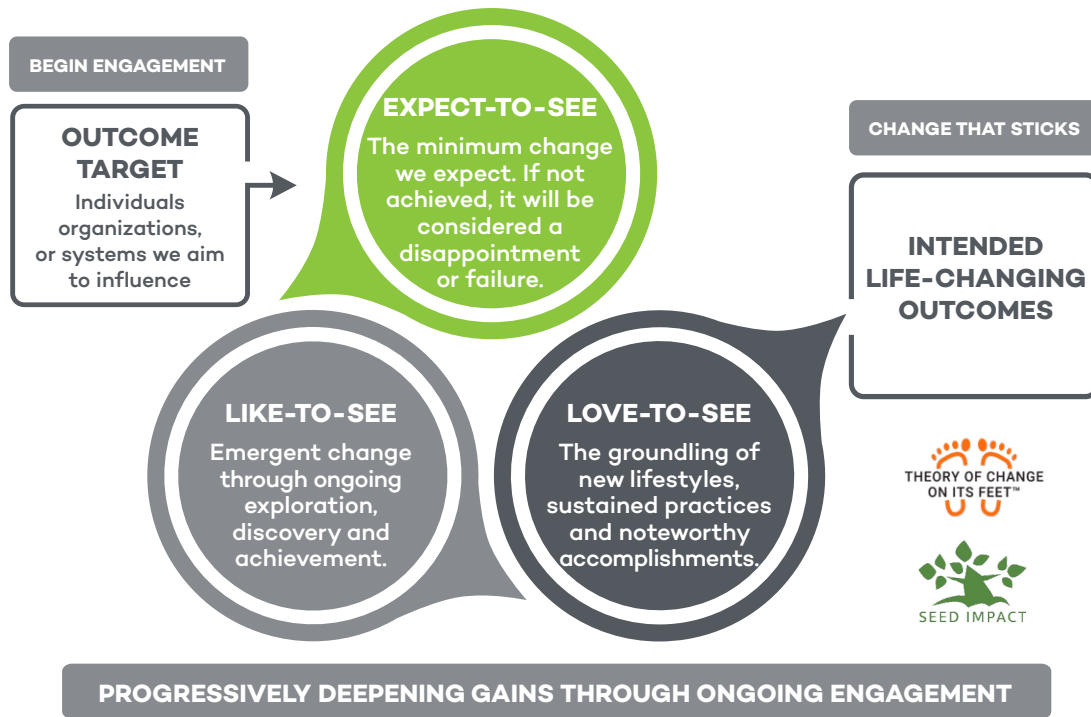 BEGIN ENGAGEMENT
OUTCOME
TARGET
Individuals
organizations,
or systems we aim
to influence
EXPECT-TO-SEE
The minimum change
we expect. If not
achieved, it will be
considered a
disappointment
or failure.
LIKE-TO-SEE
Emergent change
through ongoing
exploration,
discovery and
achievement.
LOVE-TO-SEE
The groundling of
new lifestyles,
sustained practices
and noteworthy
accomplishments.
CHANGE THAT STICKS
INTENDED
LIFE-CHANGING
OUTCOMES
THEORY OF CHANGE
ON ITS FEET™
SEED IMPACT
PROGRESSIVELY DEEPENING GAINS THROUGH ONGOING ENGAGEMENT